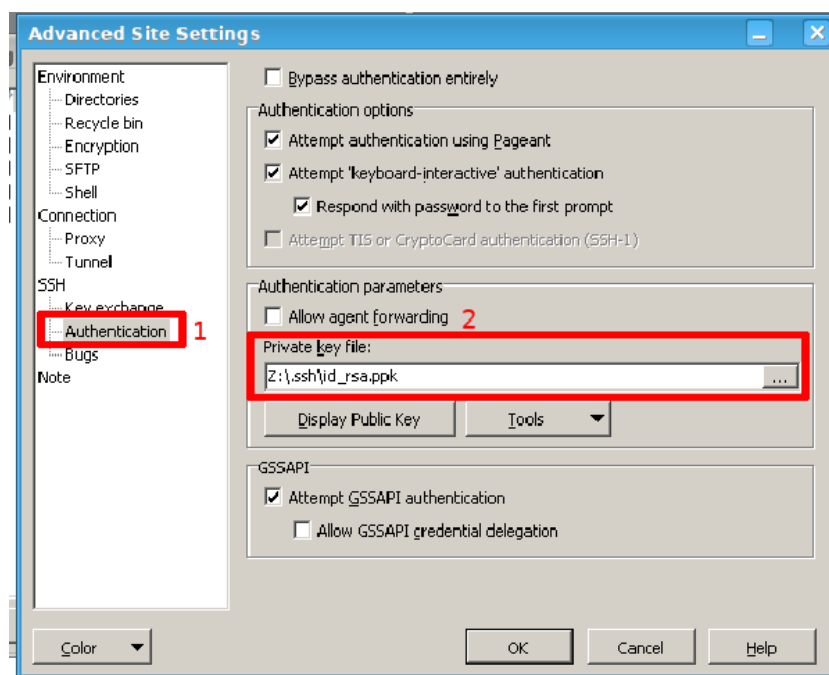 Advanced Site Settings
Environment
Directories
Recycle bin
Encryption
SFTP
Shell
Connection
Proxy
Tunnel
SSH
Key exchange
Authentication 1
Bugs
Note
Bypass authentication entirely
Authentication options
Attempt authentication using Pageant
Attempt 'keyboard-interactive' authentication
Respond with password to the first prompt
Attempt TIS or CryptoCard authentication (SSH-1)
Authentication parameters
Allow agent forwarding 2
Private key file:
Z:\.ssh\id_rsa.ppk
...
Display Public Key Tools
GSSAPI
Attempt GSSAPI authentication
Allow GSSAPI credential delegation
Color OK Cancel Help